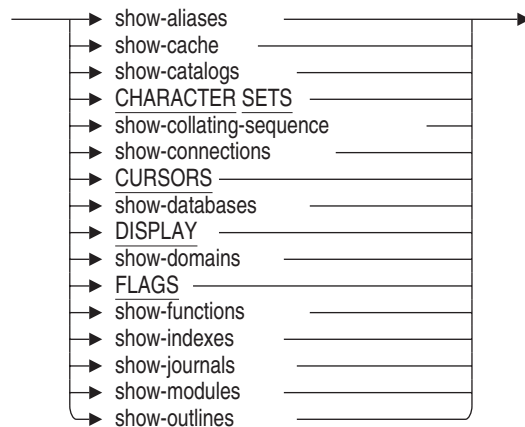 show-aliases
show-cache
show-catalogs
CHARACTER SETS
show-collating-sequence
show-connections
CURSORS
show-databases
DISPLAY
show-domains
FLAGS
show-functions
show-indexes
show-journals
show-modules
show-outlines